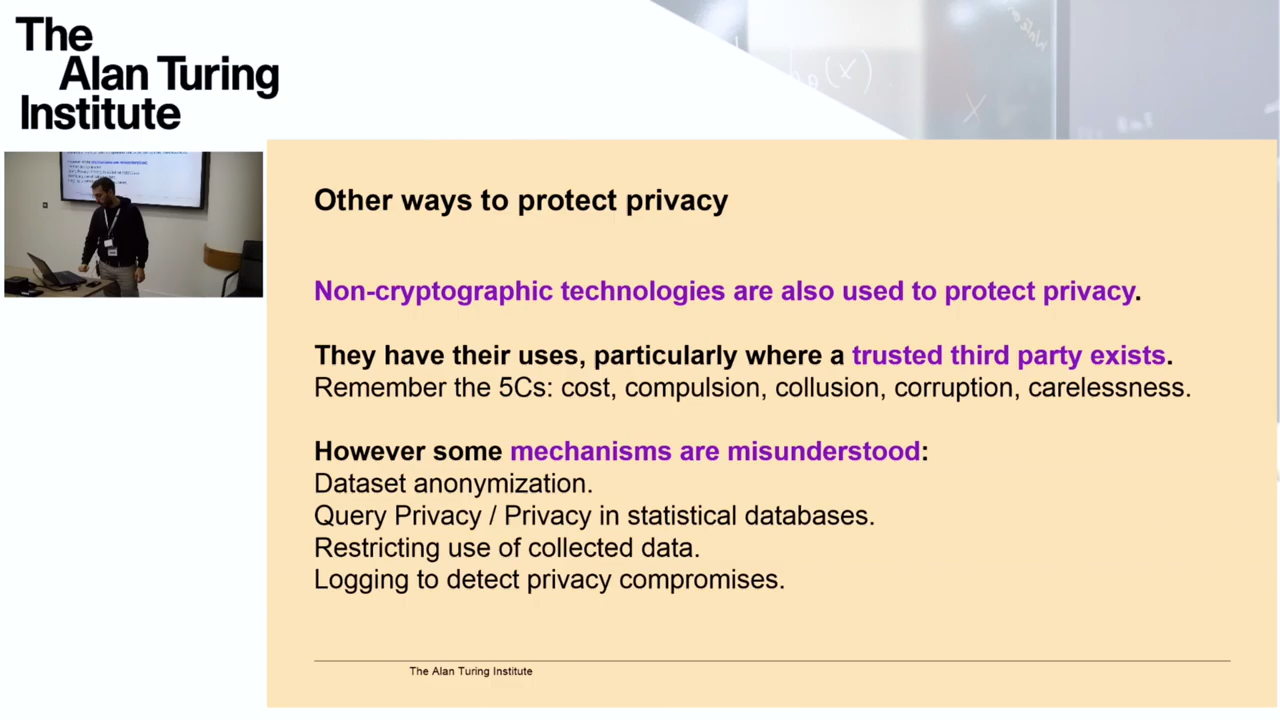 The
Alan Turing
Institute
Other ways to protect privacy
Non-cryptographic technologies are also used to protect privacy.
They have their uses, particularly where a trusted third party exists.
Remember the 5Cs: cost, compulsion, collusion, corruption, carelessness.
However some mechanisms are misunderstood:
Dataset anonymization.
Query Privacy / Privacy in statistical databases.
Restricting use of collected data.
Logging to detect privacy compromises.
The Alan Turing Institute